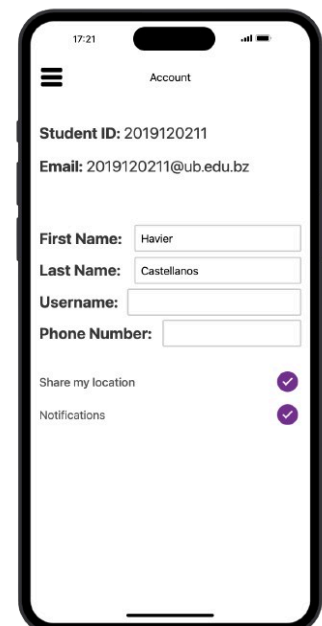 17:21
Account
Student ID: 2019120211
Email: 2019120211@ub.edu.bz
First Name: Havier
Last Name: Castellanos
Username:
Phone Number:
Share my location
Notifications